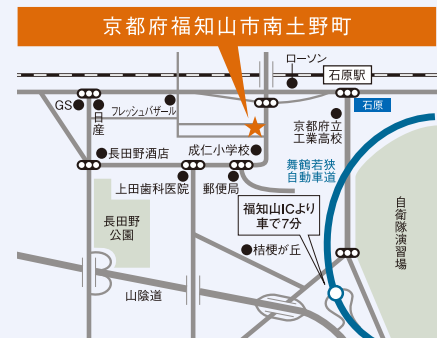 京都府福知山市南土野町
ローソン
石原駅
石原
GS
日産
フレッシュバザール
京都府立
工業高校
長田野酒店
成仁小学校
舞鶴若狭
自動車道
上田歯科医院
郵便局
長田野
公園
福知山ICより
車で7分
自衛隊演習場
桔梗が丘
山陰道